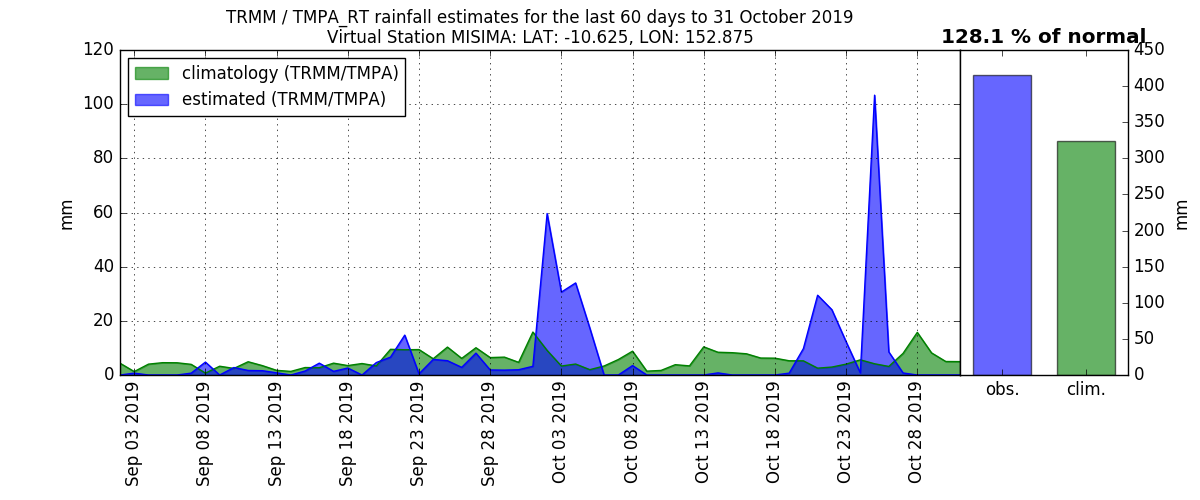 TRMM / TMPA_RT rainfall estimates for the last 60 days to 31 October 2019
Virtual Station MISIMA: LAT: -10.625, LON: 152.875
128.1 % of normal
climatology (TRMM/TMPA)
estimated (TRMM/TMPA)
120
100
80
60
40
20
0
mm
450
400
350
300
250
200
150
100
50
0
mm
Sep 03 2019
Sep 08 2019
Sep 13 2019
Sep 18 2019
Sep 23 2019
Sep 28 2019
Oct 03 2019
Oct 08 2019
Oct 13 2019
Oct 18 2019
Oct 23 2019
Oct 28 2019
obs.
clim.